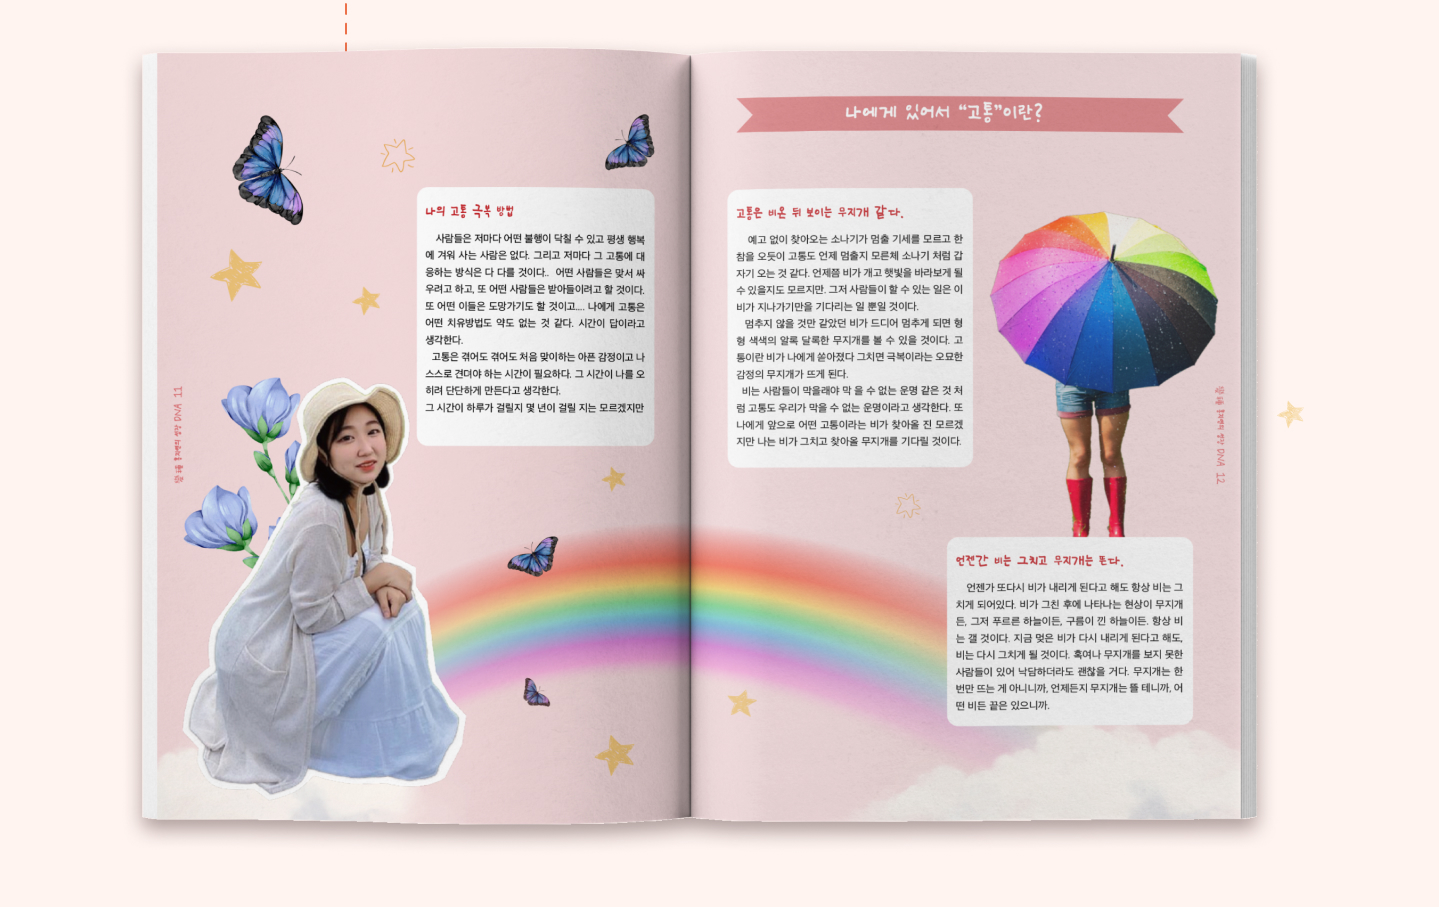 나의 고통 극복 방법
사람들은 저마다 어떤 불행이 닥칠 수 있고 평생 행복
에 겨워 사는 사람은 없다. 그리고 저마다 그 고통에 대
응하는 방식은 다 다를 것이다.. 어떤 사람들은 맞서 싸
우려고 하고, 또 어떤 사람들은 받아들이려고 할 것이다.
또 어떤 이들은 도망가기도 할 것이고.... 나에게 고통은
어떤 치유방법도 약도 없는 것 같다. 시간이 답이라고
생각한다.
고통은 겪어도 겪어도 처음 맞이하는 아픈 감정이고 나
스스로 견뎌야 하는 시간이 필요하다. 그 시간이 나를 오
히려 단단하게 만든다고 생각한다.
그 시간이 하루가 걸릴지 몇 년이 걸릴 지는 모르겠지만
DNA 11
나에게 있어서 “고통”이란?
고통은 비온 뒤 보이는 무지개 같다.
예고 없이 찾아오는 소나기가 멈출 기세를 모르고 한
참을 오듯이 고통도 언제 멈출지 모른체 소나기 처럼 갑
자기 오는 것 같다. 언제쯤 비가 개고 햇빛을 바라보게 될
수 있을지도 모르지만. 그저 사람들이 할 수 있는 일은 이
비가 지나가기만을 기다리는 일 뿐일 것이다.
멈추지 않을 것만 같았던 비가 드디어 멈추게 되면 형
형 색색의 알록 달록한 무지개를 볼 수 있을 것이다. 고
통이란 비가 나에게 쏟아졌다 그치면 극복이라는 오묘한
감정의 무지개가 뜨게 된다.
비는 사람들이 막을래야 막 을 수 없는 운명 같은 것 처
럼 고통도 우리가 막을 수 없는 운명이라고 생각한다. 또
나에게 앞으로 어떤 고통이라는 비가 찾아올 진 모르겠
지만 나는 비가 그치고 찾아올 무지개를 기다릴 것이다.
언젠간 비는 그치고 무지개는 뜬다.
언젠가 또다시 비가 내리게 된다고 해도 항상 비는 그
치게 되어있다. 비가 그친 후에 나타나는 현상이 무지개
든, 그저 푸르른 하늘이든, 구름이 낀 하늘이든. 항상 비
는 갤 것이다. 지금 멎은 비가 다시 내리게 된다고 해도,
비는 다시 그치게 될 것이다. 혹여나 무지개를 보지 못한
사람들이 있어 낙담하더라도 괜찮을 거다. 무지개는 한
번만 뜨는 게 아니니까, 언제든지 무지개는 뜰 테니까, 어
떤 비든 끝은 있으니까.
DNA 12